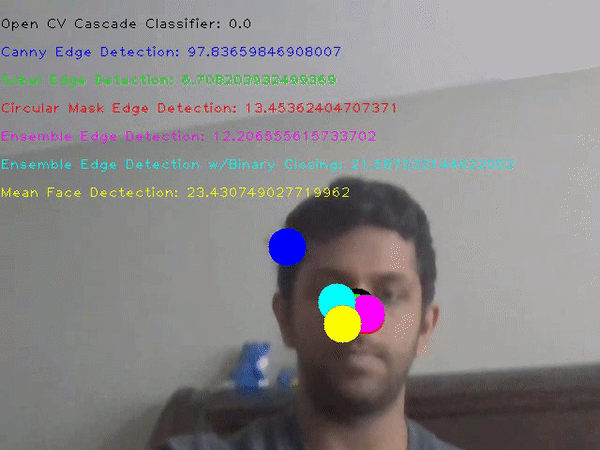 Open CV Cascade Classifier: 0.0
Canny Edge Detection: 97.83659846908007
Sobel Edge Detection:
Circular Mask Edge Detection: 13.45362404707371
Ensemble Edge Detection: 12.206555615733702
Ensemble Edge Detection w/Binary Closing:
Mean Face Dectection: 23.430749027719962